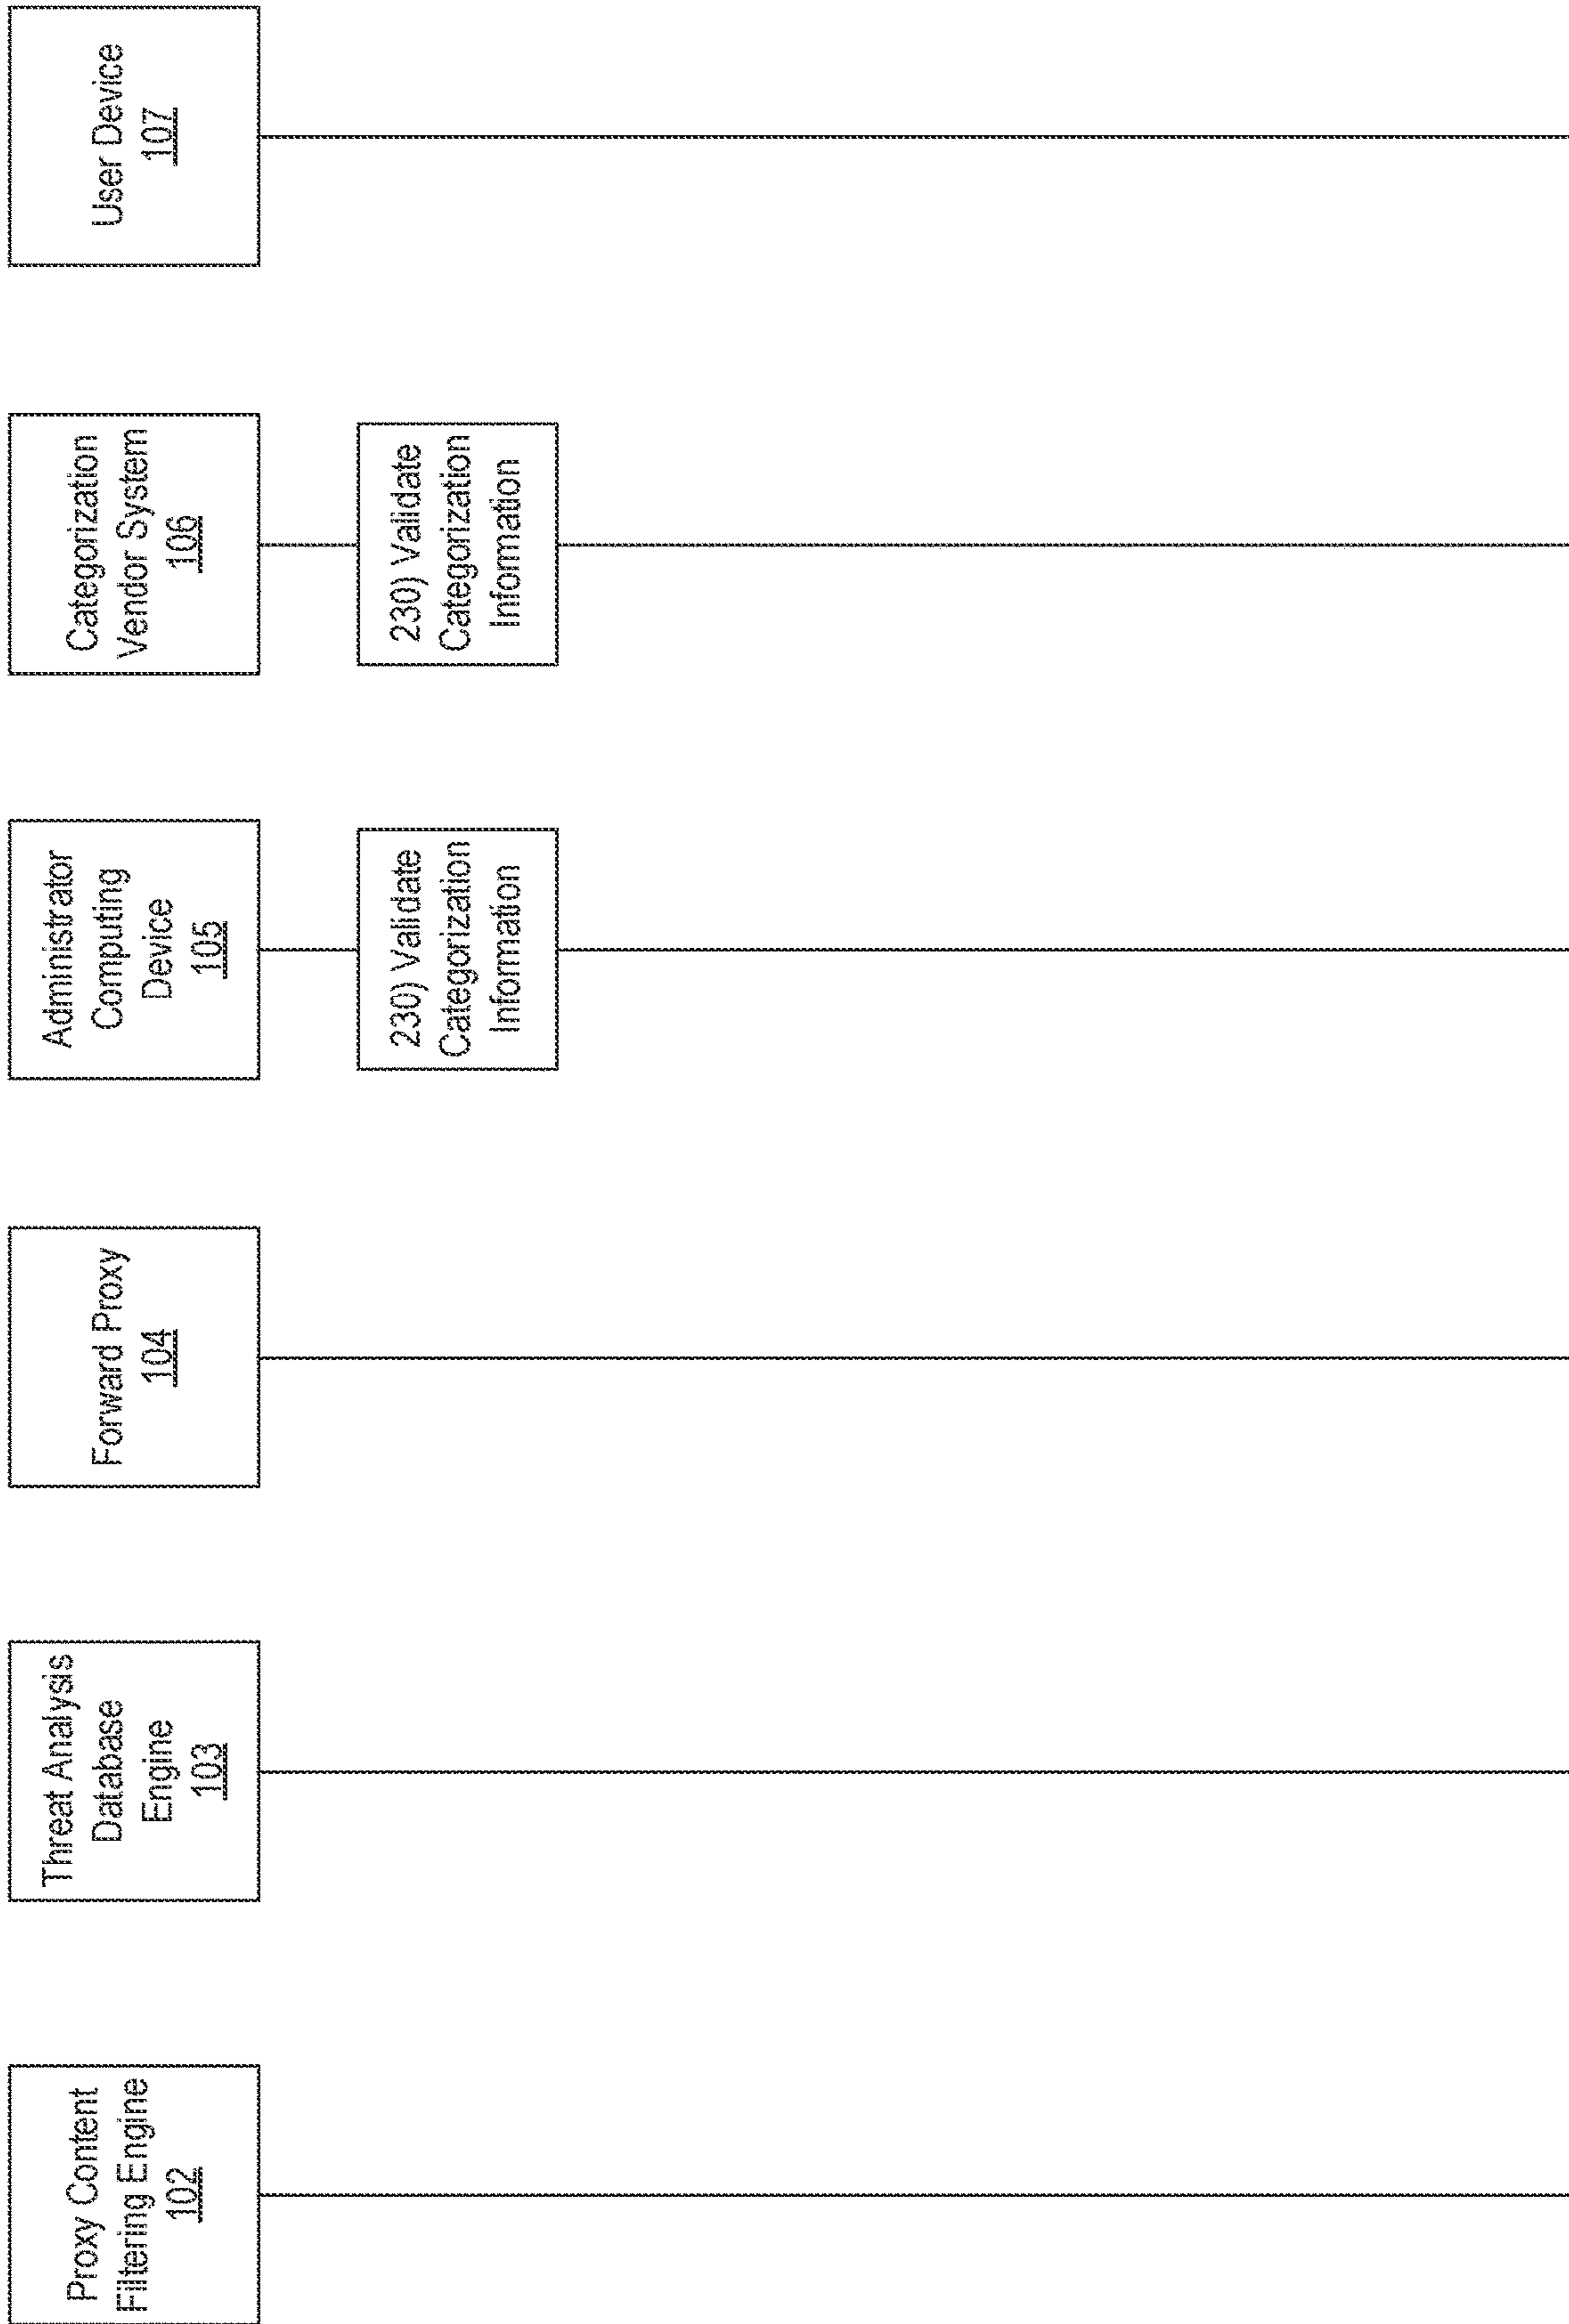 Proxy Content
Filtering Engine
102
Threat Analysis
Database
Engine
103
Forward Proxy
104
Administrator
Computing
Device
105
Categorization
Vendor System
106
User Device
107
230) Validate
Categorization
Information
230) Validate
Categorization
Information